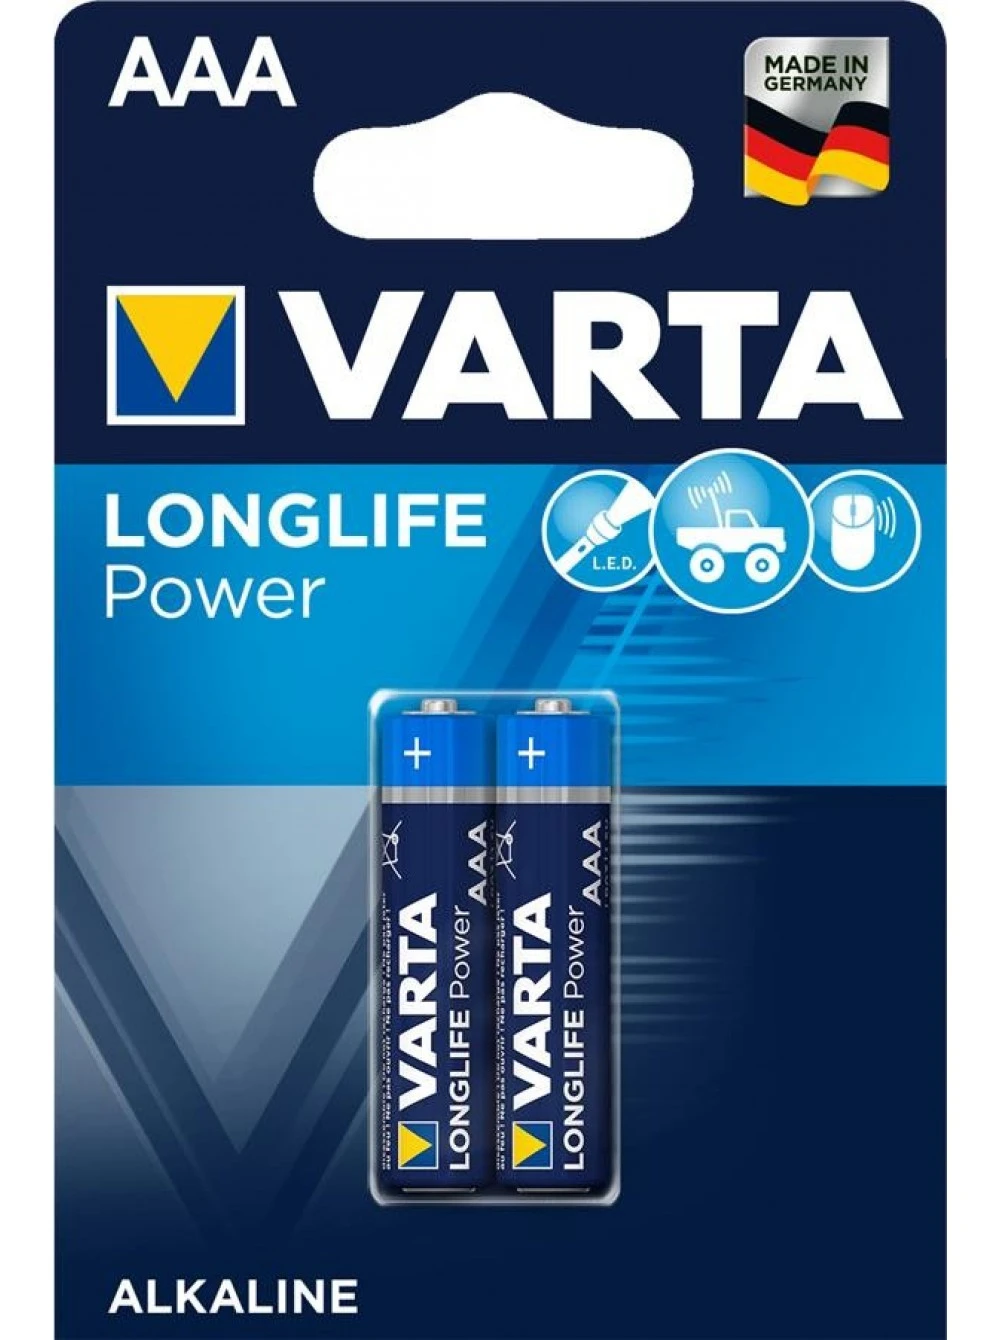 AAA
MADE IN
GERMANY
VARTA
LONGLIFE
Power
L.E.D.
+
+
AAA
AAA
VARTA
LONGLIFE Power
VARTA
LONGLIFE Power
ALKALINE